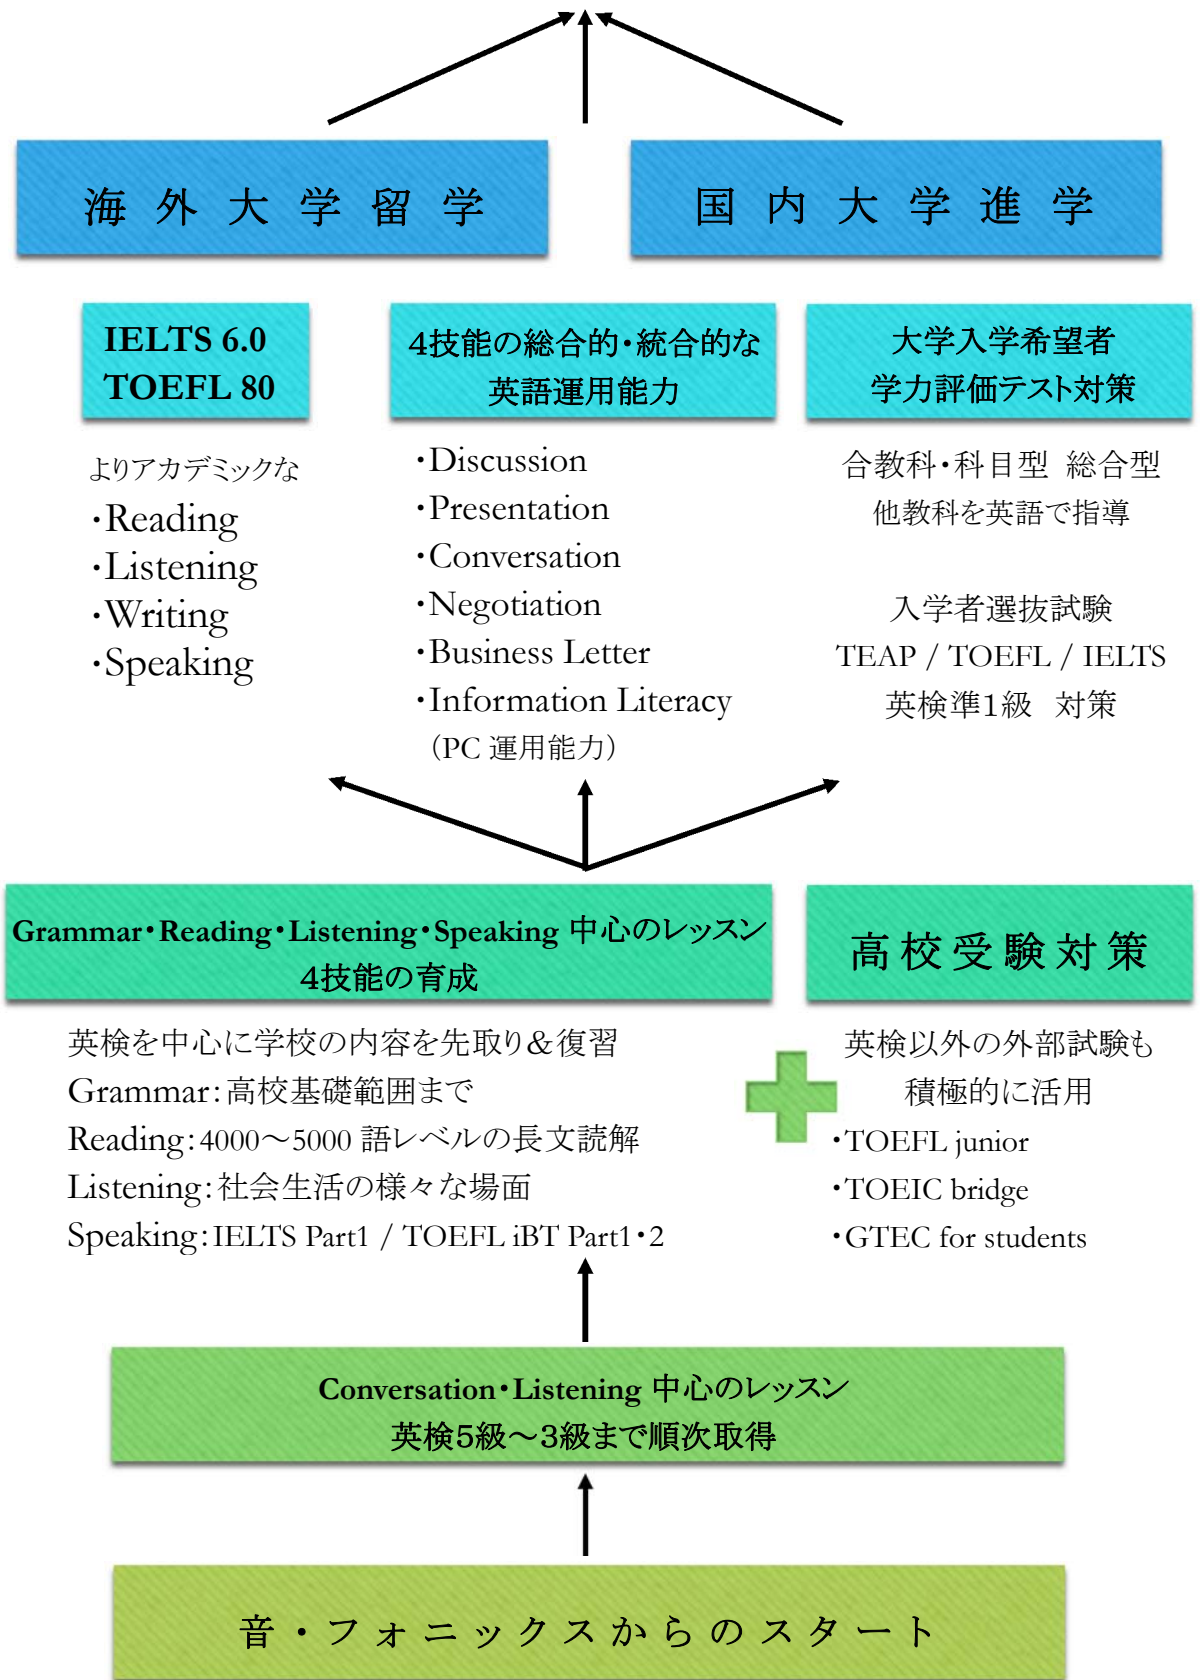 海外大学留学
国内大学進学
IELTS 6.0
TOEFL 80
よりアカデミックな
・Reading
・Listening
・Writing
・Speaking
4技能の総合的・統合的な
英語運用能力
・Discussion
・Presentation
・Conversation
・Negotiation
・Business Letter
・Information Literacy
（PC 運用能力）
大学入学希望者
学力評価テスト対策
合教科・科目型 総合型
他教科を英語で指導
入学者選抜試験
TEAP / TOEFL / IELTS
英検準1級 対策
Grammar・Reading・Listening・Speaking 中心のレッスン
4技能の育成
英検を中心に学校の内容を先取り＆復習
Grammar：高校基礎範囲まで
Reading：4000～5000 語レベルの長文読解
Listening：社会生活の様々な場面
Speaking：IELTS Part1 / TOEFL iBT Part1・2
高校受験対策
英検以外の外部試験も
積極的に活用
・TOEFL junior
・TOEIC bridge
・GTEC for students
Conversation・Listening 中心のレッスン
英検5級～3級まで順次取得
音・フォニックスからのスタート